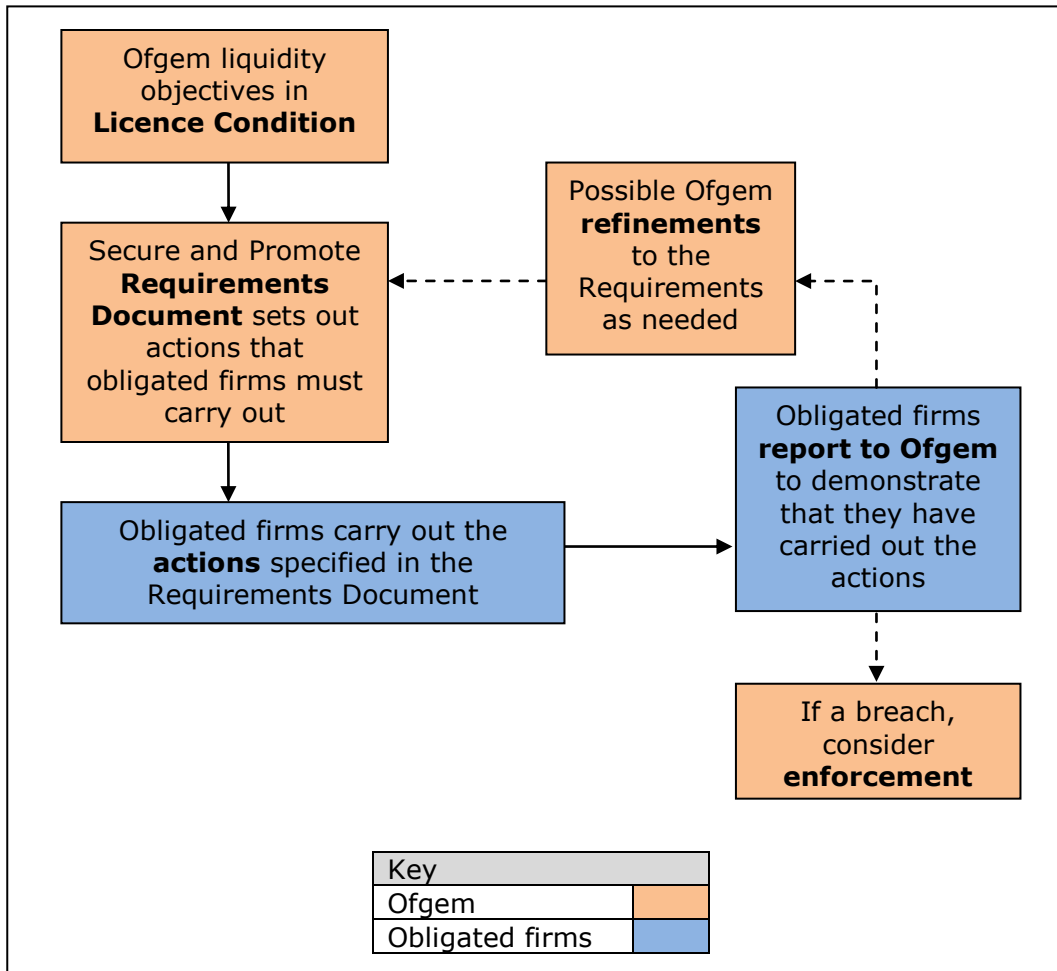 Ofgem liquidity
objectives in
Licence Condition
Secure and Promote
Requirements
Document sets out
actions that
obligated firms must
carry out
Possible Ofgem
refinements
to the
Requirements
as needed
Obligated firms carry out the
actions specified in the
Requirements Document
Obligated firms
report to Ofgem
to demonstrate
that they have
carried out the
actions
If a breach,
consider
enforcement
Key
Ofgem
Obligated firms